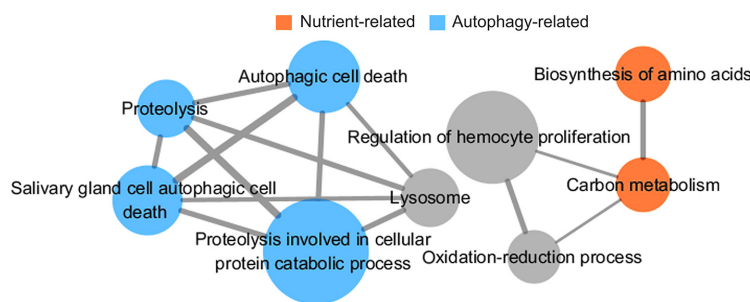 Nutrient-related
Autophagy-related
Autophagic cell death
Biosynthesis of amino acids
Proteolysis
Regulation of hemocyte proliferation
Carbon metabolism
Salivary gland cell autophagic cell
death
Lysosome
Proteolysis involved in cellular
protein catabolic process
Oxidation-reduction process